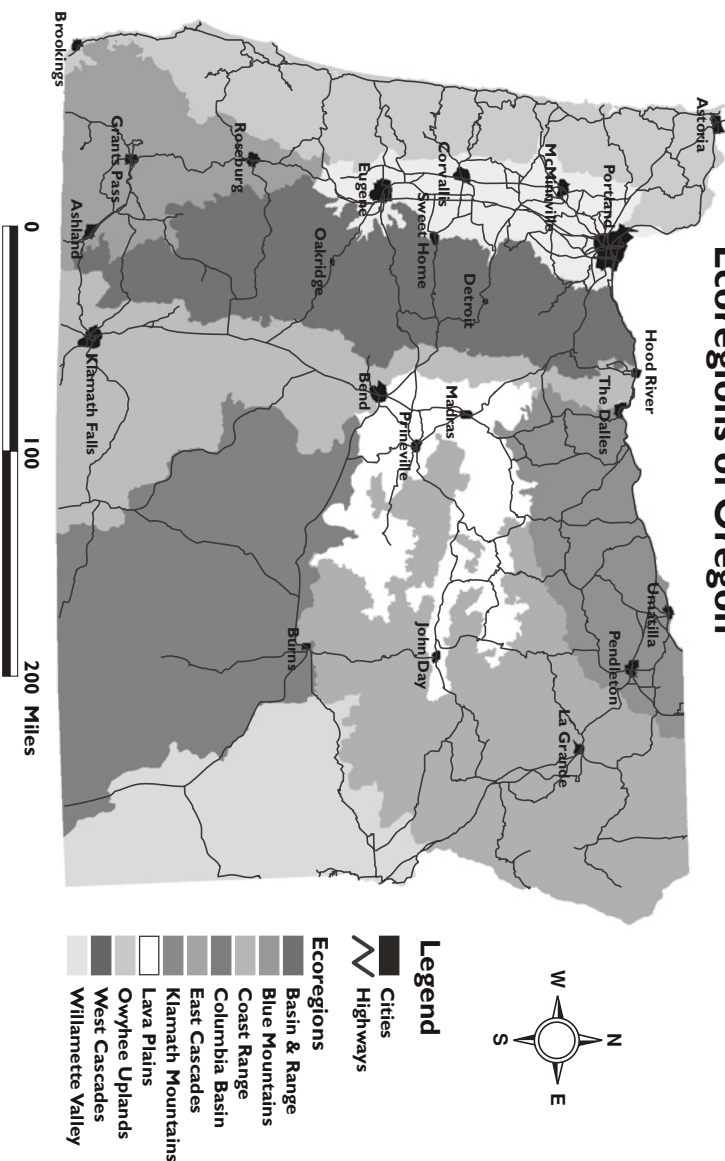 Ecoregions of Oregon
Astoria
Portland
Hood River
The Dalles
Umatilla
Pendleton
McMinnville
La Grande
Corvallis
Sweet Home
Detroit
Madras
Prineville
John Day
Eugene
Oakridge
Bend
Burns
Roseburg
Grants Pass
Ashland
Klamath Falls
Brookings
0 100 200 Miles
N
W
E
S
Legend
Cities
Highways
Ecoregions
Basin & Range
Blue Mountains
Coast Range
Columbia Basin
East Cascades
Klamath Mountains
Lava Plains
Owyhee Uplands
West Cascades
Willamette Valley